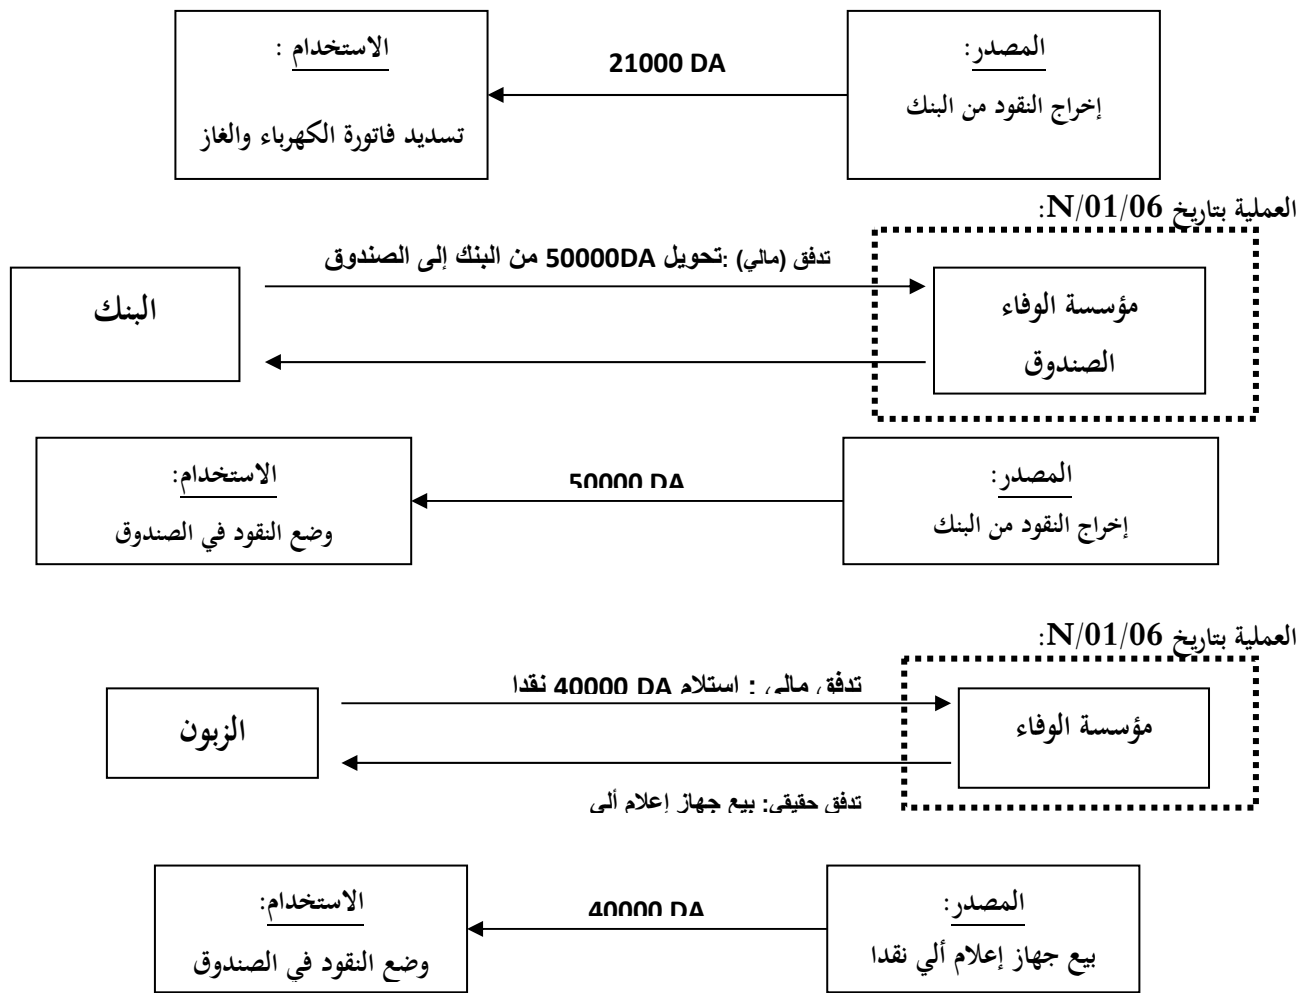 المصدر:
إخراج النقود من البنك
21000 DA
الاستخدام :
تسديد فاتورة الكهرباء والغاز
العملية بتاريخ N/01/06:
تدفق (مالي) :تحويل 50000DA من البنك إلى الصندوق
مؤسسة الوفاء
الصندوق
البنك
المصدر:
إخراج النقود من البنك
50000 DA
الاستخدام:
وضع النقود في الصندوق
العملية بتاريخ N/01/06:
تدفق مالي : استلام 40000 DA نقدا
مؤسسة الوفاء
الزبون
تدفق حقيقي: بيع جهاز إعلام ألي
المصدر:
بيع جهاز إعلام ألي نقدا
40000 DA
الاستخدام:
وضع النقود في الصندوق